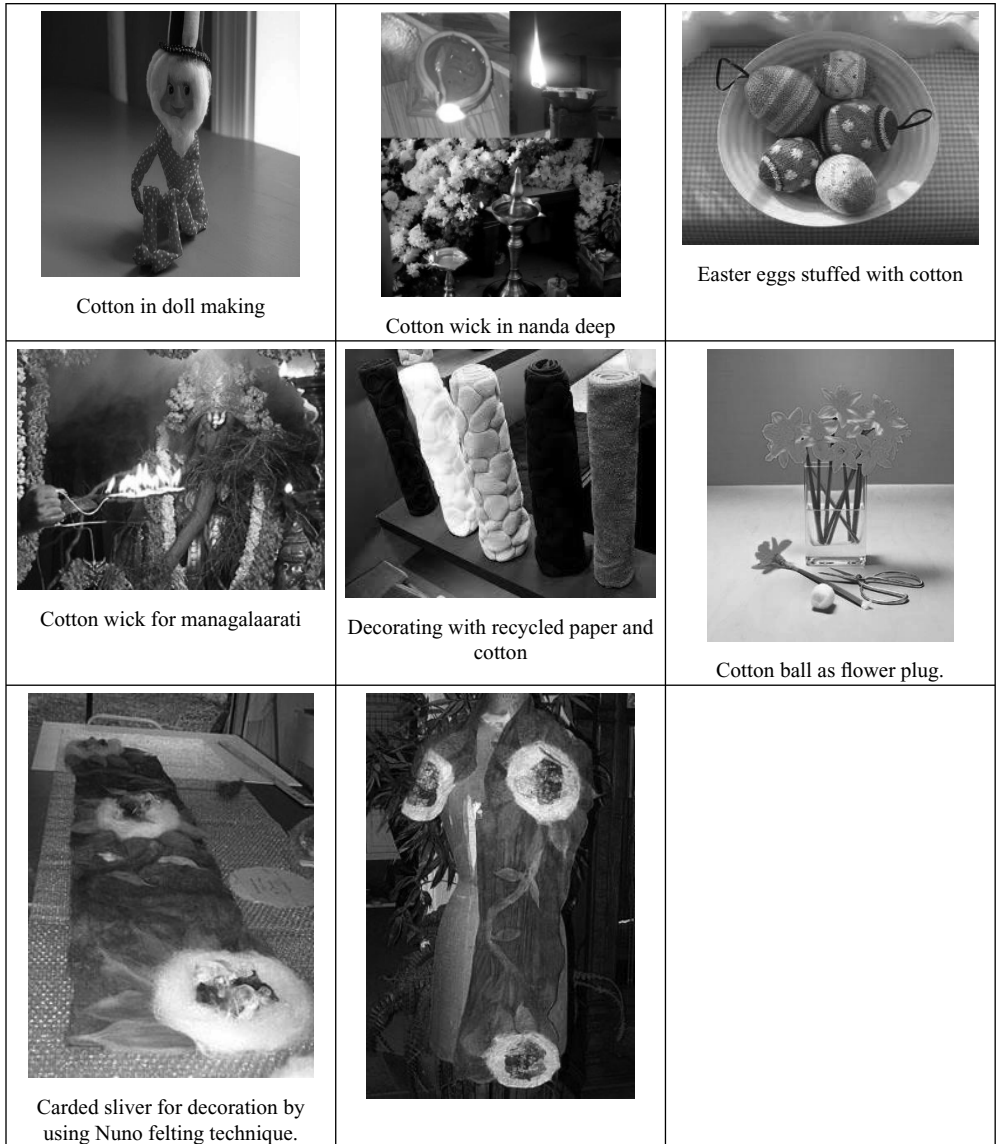 Cotton in doll making
Cotton wick in nanda deep
Easter eggs stuffed with cotton
Cotton wick for managalaarati
Decorating with recycled paper and
cotton
Cotton ball as flower plug.
Carded sliver for decoration by
using Nuno felting technique.